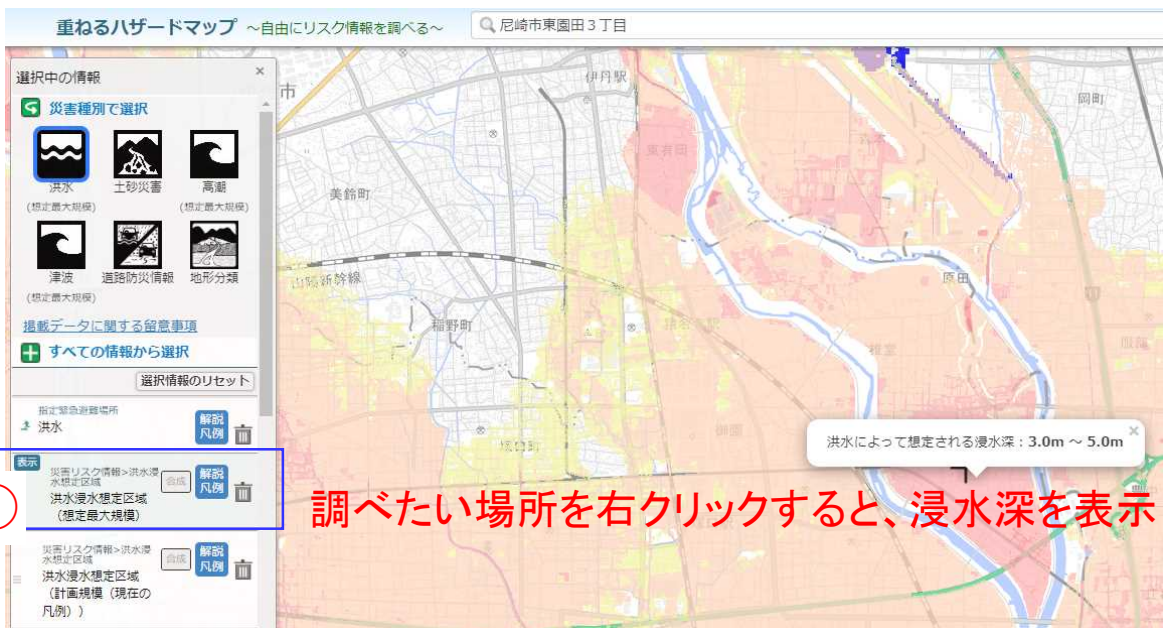 重ねるハザードマップ ~自由にリスク情報を調べる~
尼崎市東園田3丁目
選択中の情報 ×
災害種別で選択
洪水 土砂災害 高潮
(想定最大規模) (想定最大規模)
津波 道路防災情報 地形分類
(想定最大規模)
掲載データに関する留意事項
すべての情報から選択
選択情報のリセット
指定緊急避難場所
洪水
解説
凡例
表示
災害リスク情報>洪水浸
水想定区域
洪水浸水想定区域
(想定最大規模)
合成
解説
凡例
災害リスク情報>洪水浸
水想定区域
洪水浸水想定区域
(計画規模(現在の
凡例))
合成
解説
凡例
市
伊丹駅
岡町
東有岡
美鈴町
山陽新幹線
稲野町
原田
御園
洪水によって想定される浸水深:3.0m ~ 5.0m ×
調べたい場所を右クリックすると、浸水深を表示